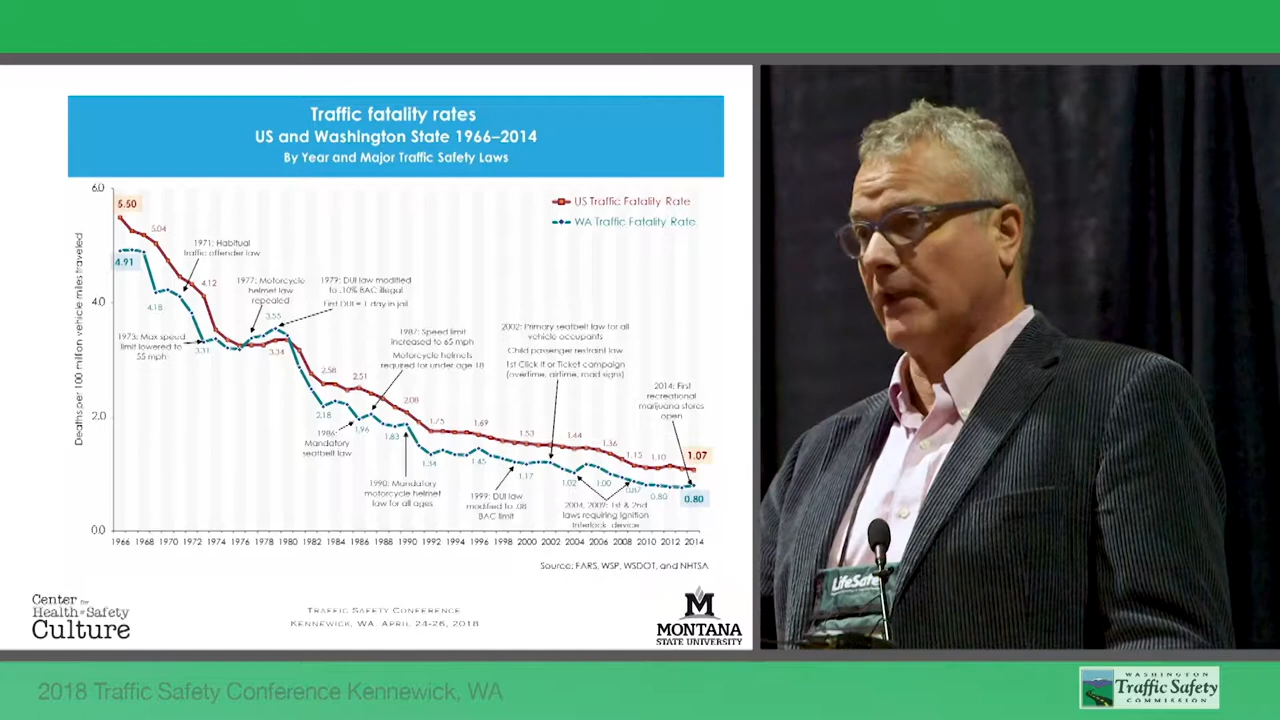 Traffic fatality rates
US and Washington State 1966–2014
By Year and Major Traffic Safety Laws
6.0
4.0
2.0
0.0
Deaths per 100 million vehicle miles traveled
US Traffic Fatality Rate
WA Traffic Fatality Rate
5.50
5.04
4.91
4.18
4.12
1971: Habitual
traffic offender law
1973: Max speed
limit lowered to
55 mph
3.31
1977: Motorcycle
helmet law
repealed
1979: DUI law modified
to .10% BAC illegal
First DUI = 1 day in jail
3.55
3.34
2.58
2.51
2.18
1986:
Mandatory
seatbelt law
1.96
1987: Speed limit
increased to 65 mph
Motorcycle helmets
required for under age 18
2.08
1.83
1990: Mandatory
motorcycle helmet
law for all ages
1.75
1.34
1.69
1.45
1999: DUI law
modified to .08
BAC limit
1.53
1.17
2002: Primary seatbelt law for all
vehicle occupants
Child passenger restraint law
1st Click It or Ticket campaign
(overtime, airtime, road signs)
1.44
1.02
1.36
1.00
2004, 2009: 1st & 2nd
laws requiring ignition
interlock device
1.15
0.87
1.10
0.80
2014: First
recreational
marijuana stores
open
1.07
0.80
1966 1968 1970 1972 1974 1976 1978 1980 1982 1984 1986 1988 1990 1992 1994 1996 1998 2000 2002 2004 2006 2008 2010 2012 2014
Source: FARS, WSP, WSDOT, and NHTSA
Center for
Health & Safety
Culture
TRAFFIC SAFETY CONFERENCE
KENNEWICK, WA. APRIL 24-26, 2018
M
MONTANA
STATE UNIVERSITY
2018 Traffic Safety Conference Kennewick, WA
WASHINGTON
Traffic Safety
COMMISSION